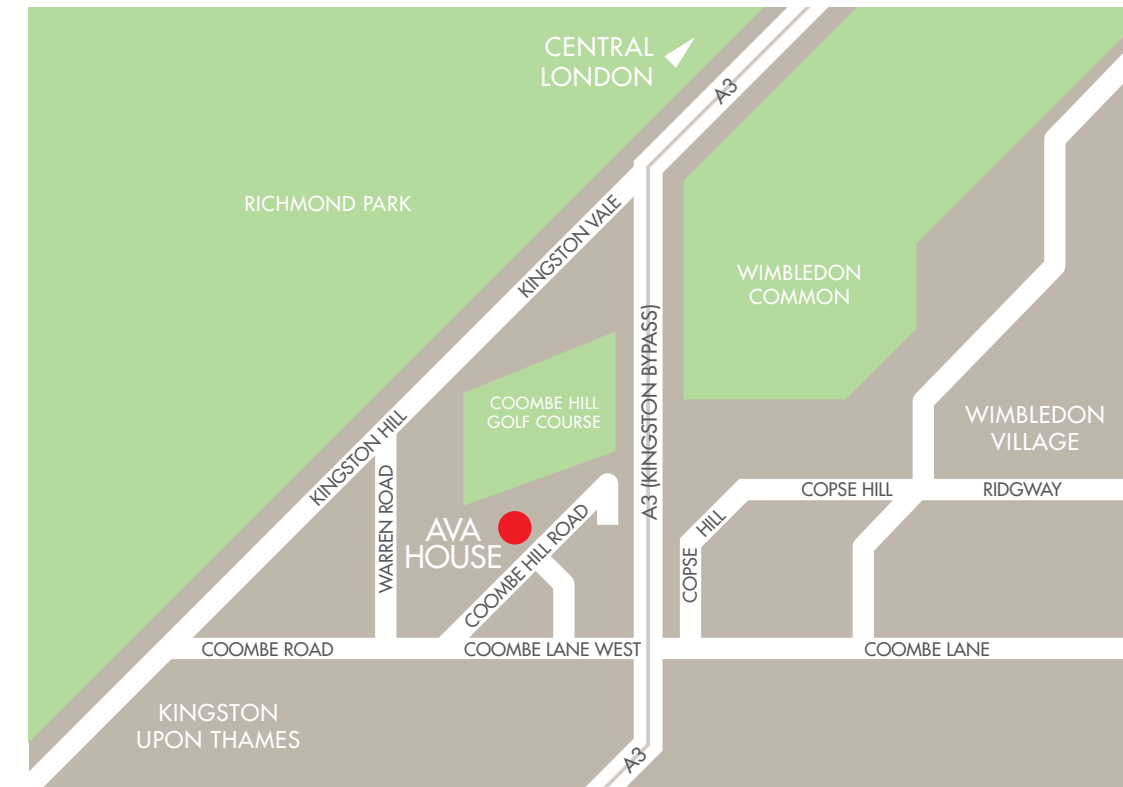 CENTRAL
LONDON
A3
RICHMOND PARK
KINGSTON VALE
WIMBLEDON
COMMON
A3 (KINGSTON BYPASS)
COOMBE HILL
GOLF COURSE
WIMBLEDON
VILLAGE
KINGSTON HILL
COPSE HILL
RIDGWAY
WARREN ROAD
AVA
HOUSE
COOMBE HILL ROAD
COPSE
HILL
COOMBE ROAD
COOMBE LANE WEST
COOMBE LANE
KINGSTON
UPON THAMES
A3